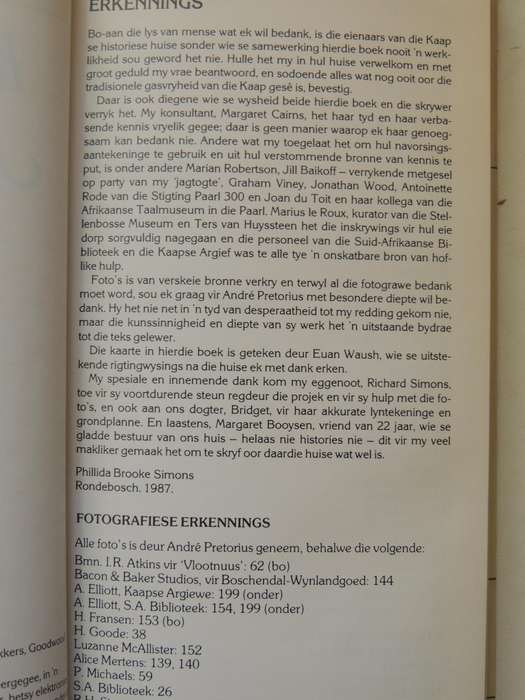 ERKENNINGS
Bo-aan die lys van mense wat ek wil bedank, is die eienaars van die Kaap
se historiese huise sonder wie se samewerking hierdie boek nooit 'n werk-
likheid sou geword het nie. Hulle het my in hul huise verwelkom en met
groot geduld my vrae beantwoord, en sodoende alles wat nog ooit oor die
tradisionele gasvryheid van die Kaap gesê is, bevestig.
Daar is ook diegene wie se wysheid beide hierdie boek en die skrywer
verryk het. My konsultant, Margaret Cairns, het haar tyd en haar verba-
sende kennis vryelik gegee; daar is geen manier waarop ek haar genoeg-
saam kan bedank nie. Andere wat my toegelaat het om hul navorsings-
aantekeninge te gebruik en uit hul verstommende bronne van kennis te
put, is onder andere Marian Robertson, Jill Baikoff – verrykende metgesel
op party van my 'jagtogte', Graham Viney, Jonathan Wood, Antoinette
Rode van die Stigting Paarl 300 en Joan du Toit en haar kollega van die
Afrikaanse Taalmuseum in die Paarl. Marius le Roux, kurator van die Stel-
lenbosse Museum en Ters van Huyssteen het die inskrywings vir hul eie
dorp sorgvuldig nagegaan en die personeel van die Suid-Afrikaanse Bi-
blioteek en die Kaapse Argief was te alle tye 'n onskatbare bron van hof-
like hulp.
Foto's is van verskeie bronne verkry en terwyl al die fotograwe bedank
moet word, sou ek graag vir André Pretorius met besondere diepte wil be-
dank. Hy het nie net in 'n tyd van desperaatheid tot my redding gekom nie,
maar die kunssinnigheid en diepte van sy werk het 'n uitstaande bydrae
tot die teks gelewer.
Die kaarte in hierdie boek is geteken deur Euan Waush, wie se uitste-
kende rigtingwysings na die huise ek met dank erken.
My spesiale en innemende dank kom my eggenoot, Richard Simons,
toe vir sy voortdurende steun regdeur die projek en vir sy hulp met die fo-
to's, en ook aan ons dogter, Bridget, vir haar akkurate lyntekeninge en
grondplanne. En laastens, Margaret Booysen, vriend van 22 jaar, wie se
gladde bestuur van ons huis – helaas nie histories nie – dit vir my veel
makliker gemaak het om te skryf oor daardie huise wat wel is.
Phillida Brooke Simons
Rondebosch. 1987.
FOTOGRAFIESE ERKENNINGS
Alle foto's is deur André Pretorius geneem, behalwe die volgende:
Bmn. I.R. Atkins vir 'Vlootnuus': 62 (bo)
Bacon & Baker Studios, vir Boschendal-Wynlandgoed: 144
A. Elliott, Kaapse Argiewe: 199 (onder)
A. Elliott, S.A. Biblioteek: 154, 199 (onder)
H. Fransen: 153 (bo)
H. Goode: 38
Luzanne McAllister: 152
Alice Mertens: 139, 140
P. Michaels: 59
S.A. Biblioteek: 26
kkers, Goodwood
ergegee, in 'n
hetsy elektronies